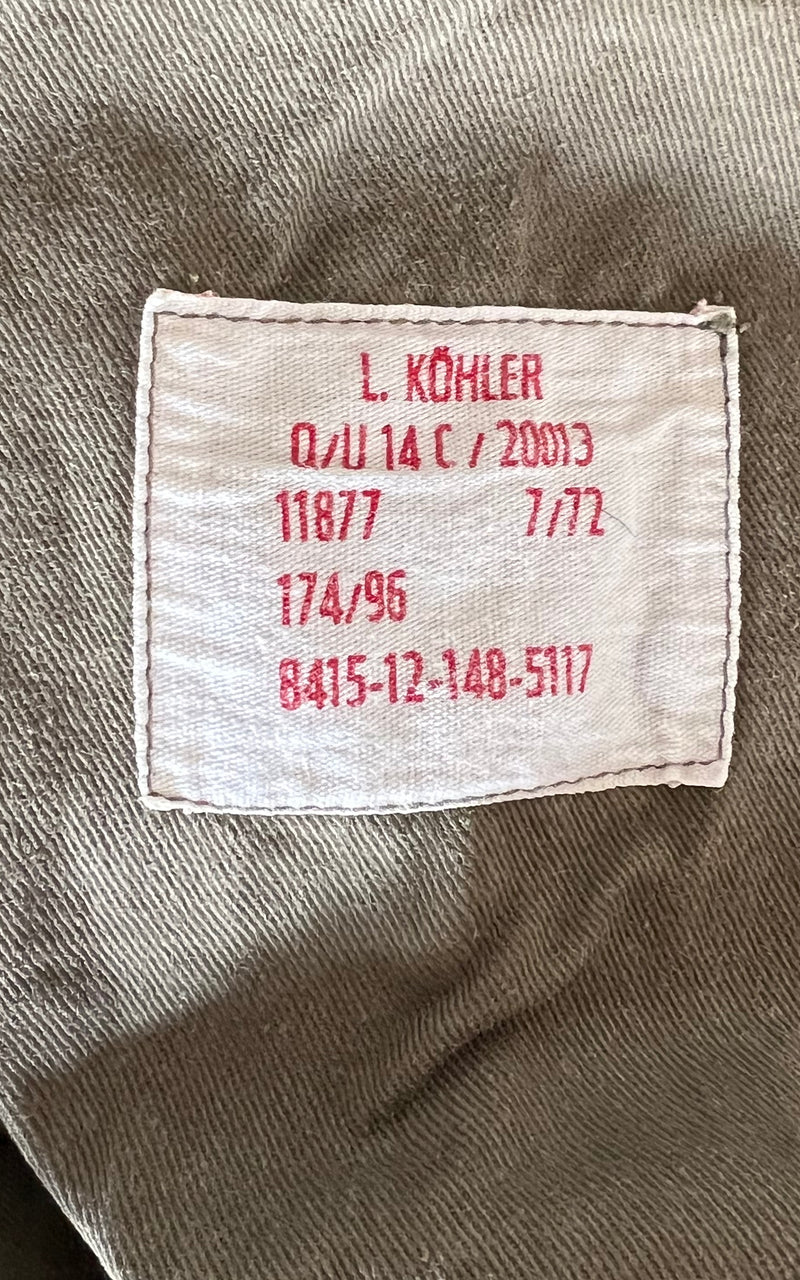 L. KÖHLER
Q/U 14 C / 20013
11877 7/72
174/96
8415-12-148-5117